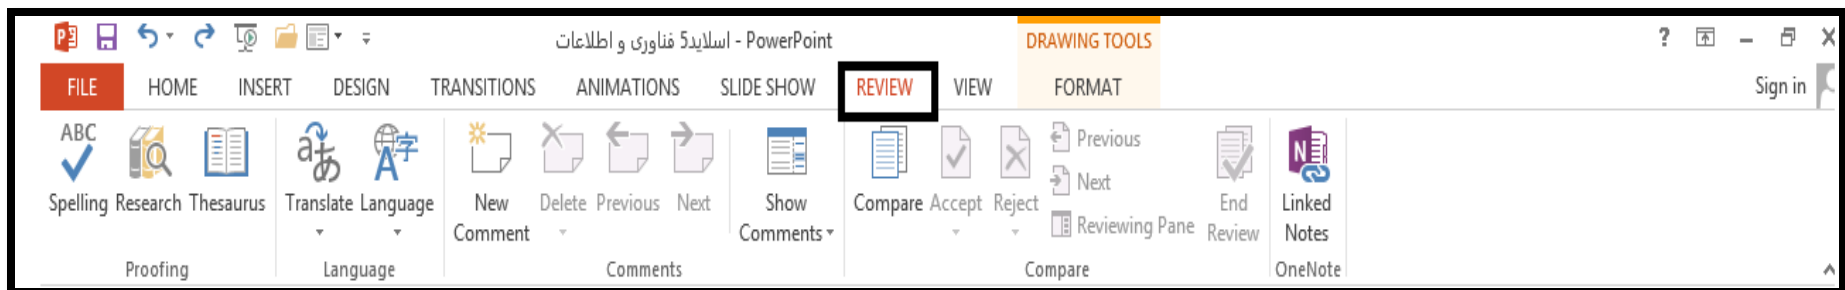 اسلاید5 فناوری و اطلاعات - PowerPoint
DRAWING TOOLS
?
FILE HOME INSERT DESIGN TRANSITIONS ANIMATIONS SLIDE SHOW REVIEW VIEW FORMAT Sign in
ABC
Spelling Research Thesaurus Translate Language New Comment Delete Previous Next Show Comments Compare Accept Reject Previous Next Reviewing Pane End Review Linked Notes
Proofing Language Comments Compare OneNote